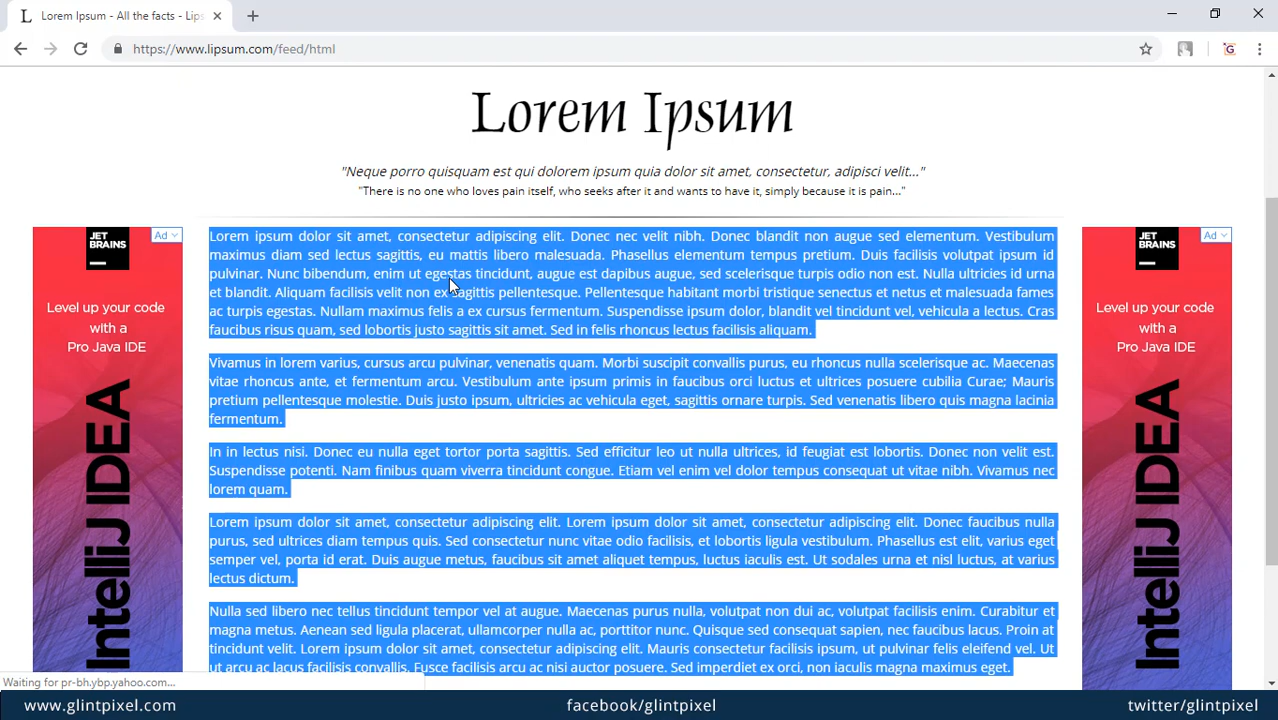 Lorem Ipsum - All the facts - Lips
https://www.lipsum.com/feed/html
Lorem Ipsum
"Neque porro quisquam est qui dolorem ipsum quia dolor sit amet, consectetur, adipisci velit..."
"There is no one who loves pain itself, who seeks after it and wants to have it, simply because it is pain..."
JET
BRAINS
Ad
Level up your code
with a
Pro Java IDE
IntelliJ IDEA
Lorem ipsum dolor sit amet, consectetur adipiscing elit. Donec nec velit nibh. Donec blandit non augue sed elementum. Vestibulum
maximus diam sed lectus sagittis, eu mattis libero malesuada. Phasellus elementum tempus pretium. Duis facilisis volutpat ipsum id
pulvinar. Nunc bibendum, enim ut egestas tincidunt, augue est dapibus augue, sed scelerisque turpis odio non est. Nulla ultricies id urna
et blandit. Aliquam facilisis velit non ex sagittis pellentesque. Pellentesque habitant morbi tristique senectus et netus et malesuada fames
ac turpis egestas. Nullam maximus felis a ex cursus fermentum. Suspendisse ipsum dolor, blandit vel tincidunt vel, vehicula a lectus. Cras
faucibus risus quam, sed lobortis justo sagittis sit amet. Sed in felis rhoncus lectus facilisis aliquam.
Vivamus in lorem varius, cursus arcu pulvinar, venenatis quam. Morbi suscipit convallis purus, eu rhoncus nulla scelerisque ac. Maecenas
vitae rhoncus ante, et fermentum arcu. Vestibulum ante ipsum primis in faucibus orci luctus et ultrices posuere cubilia Curae; Mauris
pretium pellentesque molestie. Duis justo ipsum, ultricies ac vehicula eget, sagittis ornare turpis. Sed venenatis libero quis magna lacinia
fermentum.
In in lectus nisi. Donec eu nulla eget tortor porta sagittis. Sed efficitur leo ut nulla ultrices, id feugiat est lobortis. Donec non velit est.
Suspendisse potenti. Nam finibus quam viverra tincidunt congue. Etiam vel enim vel dolor tempus consequat ut vitae nibh. Vivamus nec
lorem quam.
Lorem ipsum dolor sit amet, consectetur adipiscing elit. Lorem ipsum dolor sit amet, consectetur adipiscing elit. Donec faucibus nulla
purus, sed ultrices diam tempus quis. Sed consectetur nunc vitae odio facilisis, et lobortis ligula vestibulum. Phasellus est elit, varius eget
semper vel, porta id erat. Duis augue metus, faucibus sit amet aliquet tempus, luctus iaculis est. Ut sodales urna et nisl luctus, at varius
lectus dictum.
Nulla sed libero nec tellus tincidunt tempor vel at augue. Maecenas purus nulla, volutpat non dui ac, volutpat facilisis enim. Curabitur et
magna metus. Aenean sed ligula placerat, ullamcorper nulla ac, porttitor nunc. Quisque sed consequat sapien, nec faucibus lacus. Proin at
tincidunt velit. Lorem ipsum dolor sit amet, consectetur adipiscing elit. Mauris consectetur facilisis ipsum, ut pulvinar felis eleifend in. Ut
ut arcu ac lacus facilisis convallis. Fusce facilisis arcu ac nisi auctor posuere. Sed imperdiet ex orci, non iaculis magna maximus eget.
JET
BRAINS
Ad
Level up your code
with a
Pro Java IDE
IntelliJ IDEA
Waiting for pr-bh.ybp.yahoo.com...
www.glintpixel.com
facebook/glintpixel
twitter/glintpixel